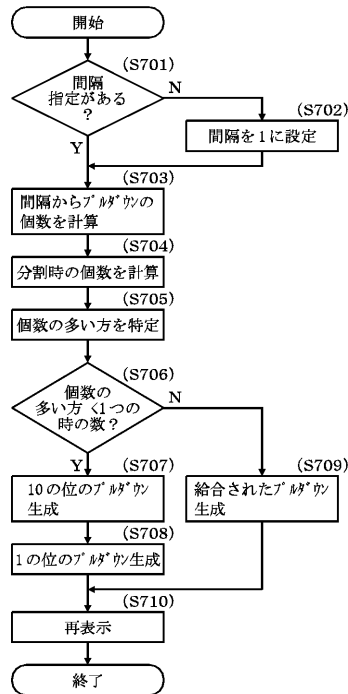 開始
(S701)
間隔
指定がある
?
N
(S702)
間隔を1に設定
Y
(S703)
間隔からプルダウンの
個数を計算
(S704)
分割時の個数を計算
(S705)
個数の多い方を特定
(S706)
個数の
多い方<1つの
時の数?
N
Y
(S707)
10の位のプルダウン
生成
(S709)
給合されたプルダウン
生成
(S708)
1の位のプルダウン生成
(S710)
再表示
終了